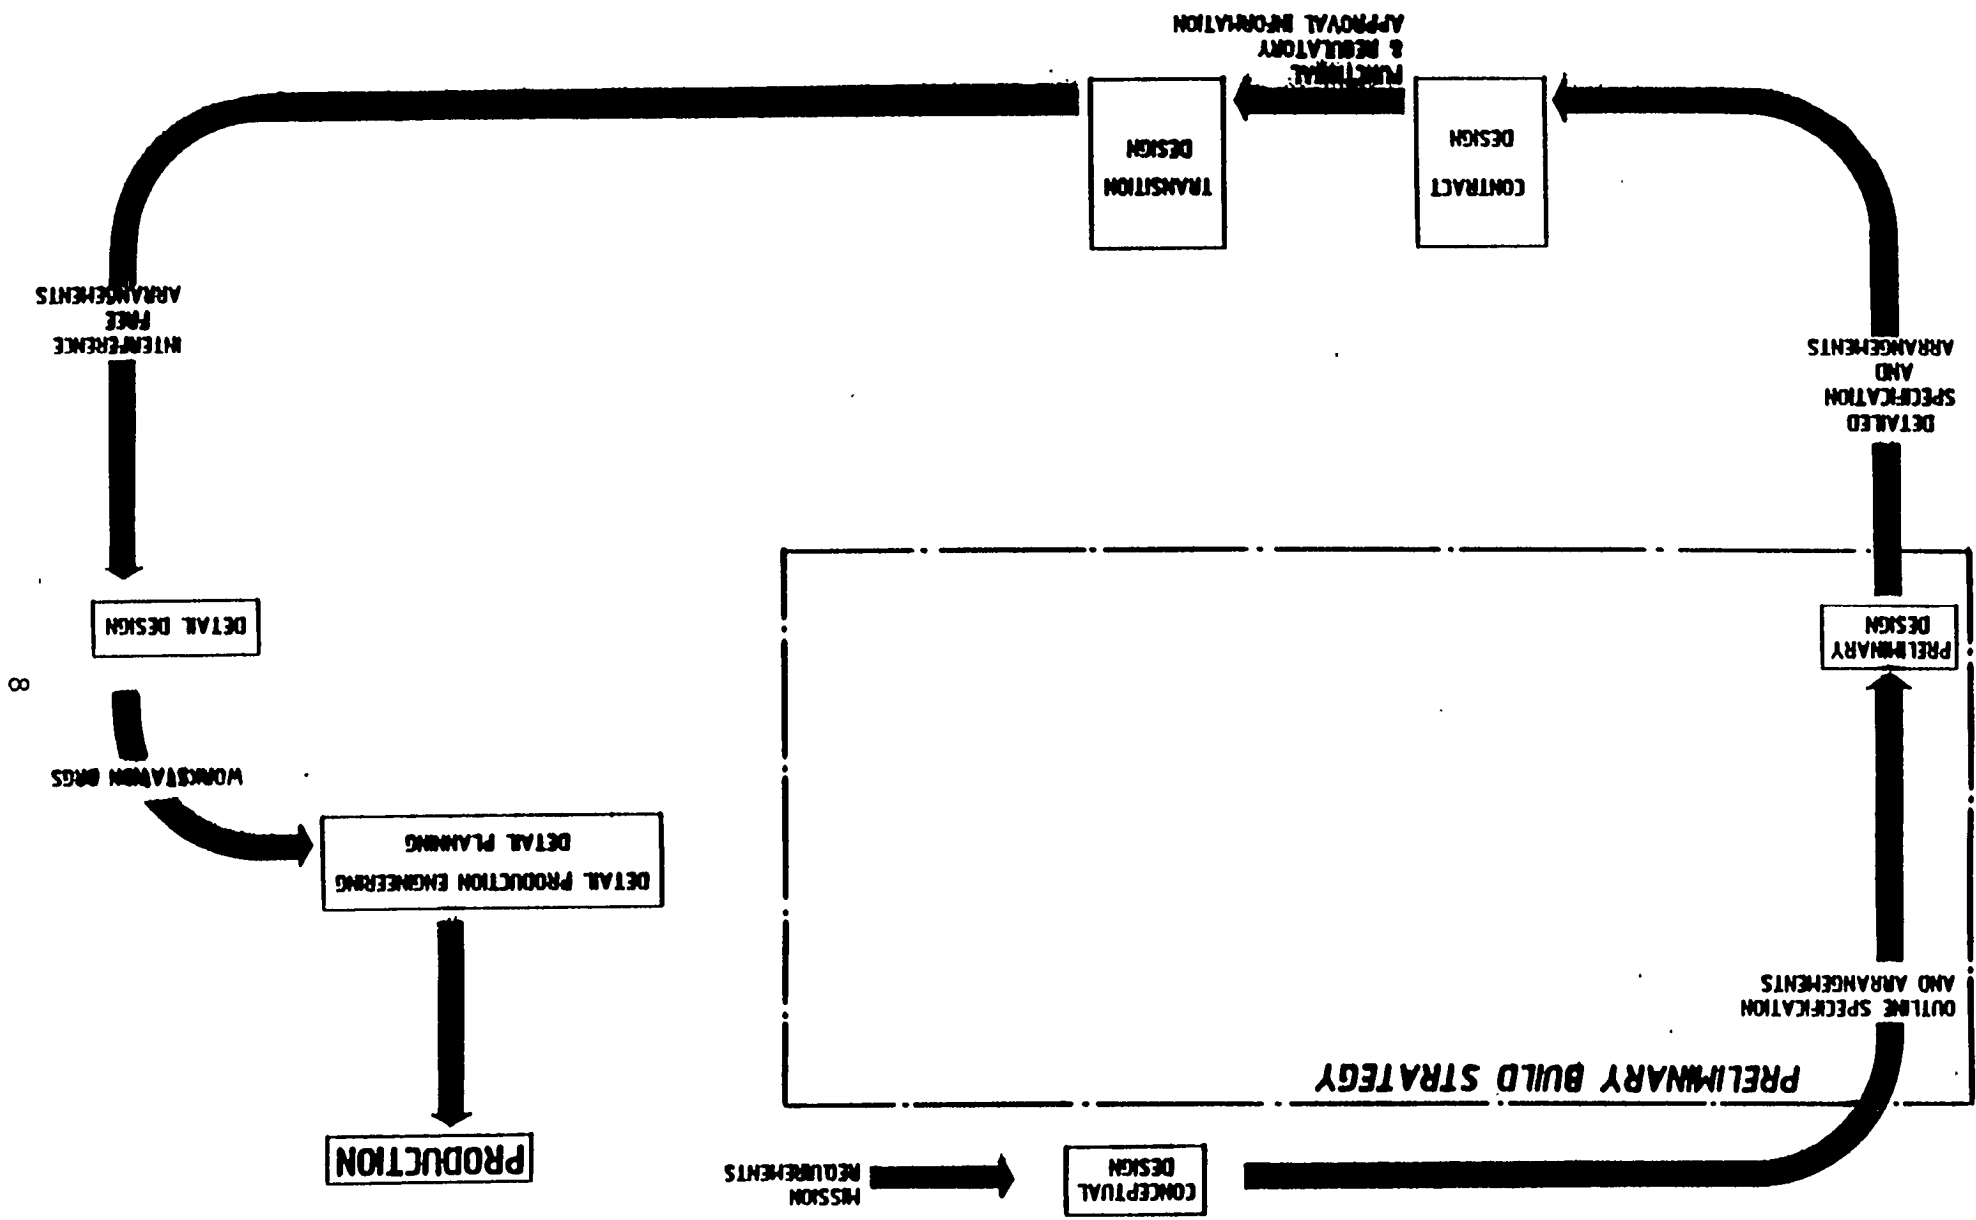 MISSION
REQUIREMENTS
CONCEPTUAL
DESIGN
PRELIMINARY BUILD STRATEGY
OUTLINE SPECIFICATION
AND ARRANGEMENTS
PRELIMINARY
DESIGN
DETAILED
SPECIFICATION
AND
ARRANGEMENTS
CONTRACT
DESIGN
FUNCTIONAL
& REGULATORY
APPROVAL INFORMATION
TRANSITION
DESIGN
INTERFERENCE
FREE
ARRANGEMENTS
DETAIL DESIGN
WORKSTATION DRGS
DETAIL PRODUCTION ENGINEERING
DETAIL PLANNING
PRODUCTION
8